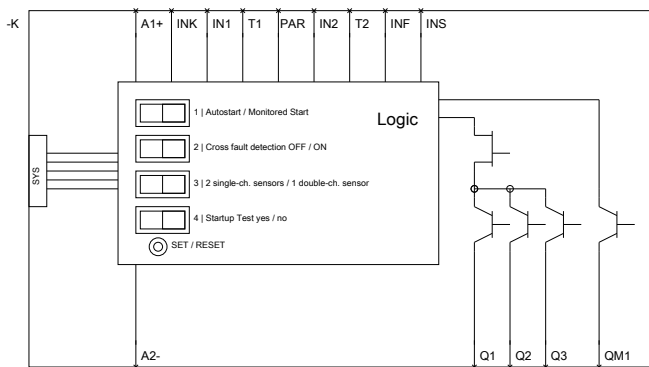 -K
A1+ INK IN1 T1 PAR IN2 T2 INF INS
Logic
1 | Autostart / Monitored Start
2 | Cross fault detection OFF / ON
3 | 2 single-ch. sensors / 1 double-ch. sensor
4 | Startup Test yes / no
SET / RESET
SYS
A2- Q1 Q2 Q3 QM1